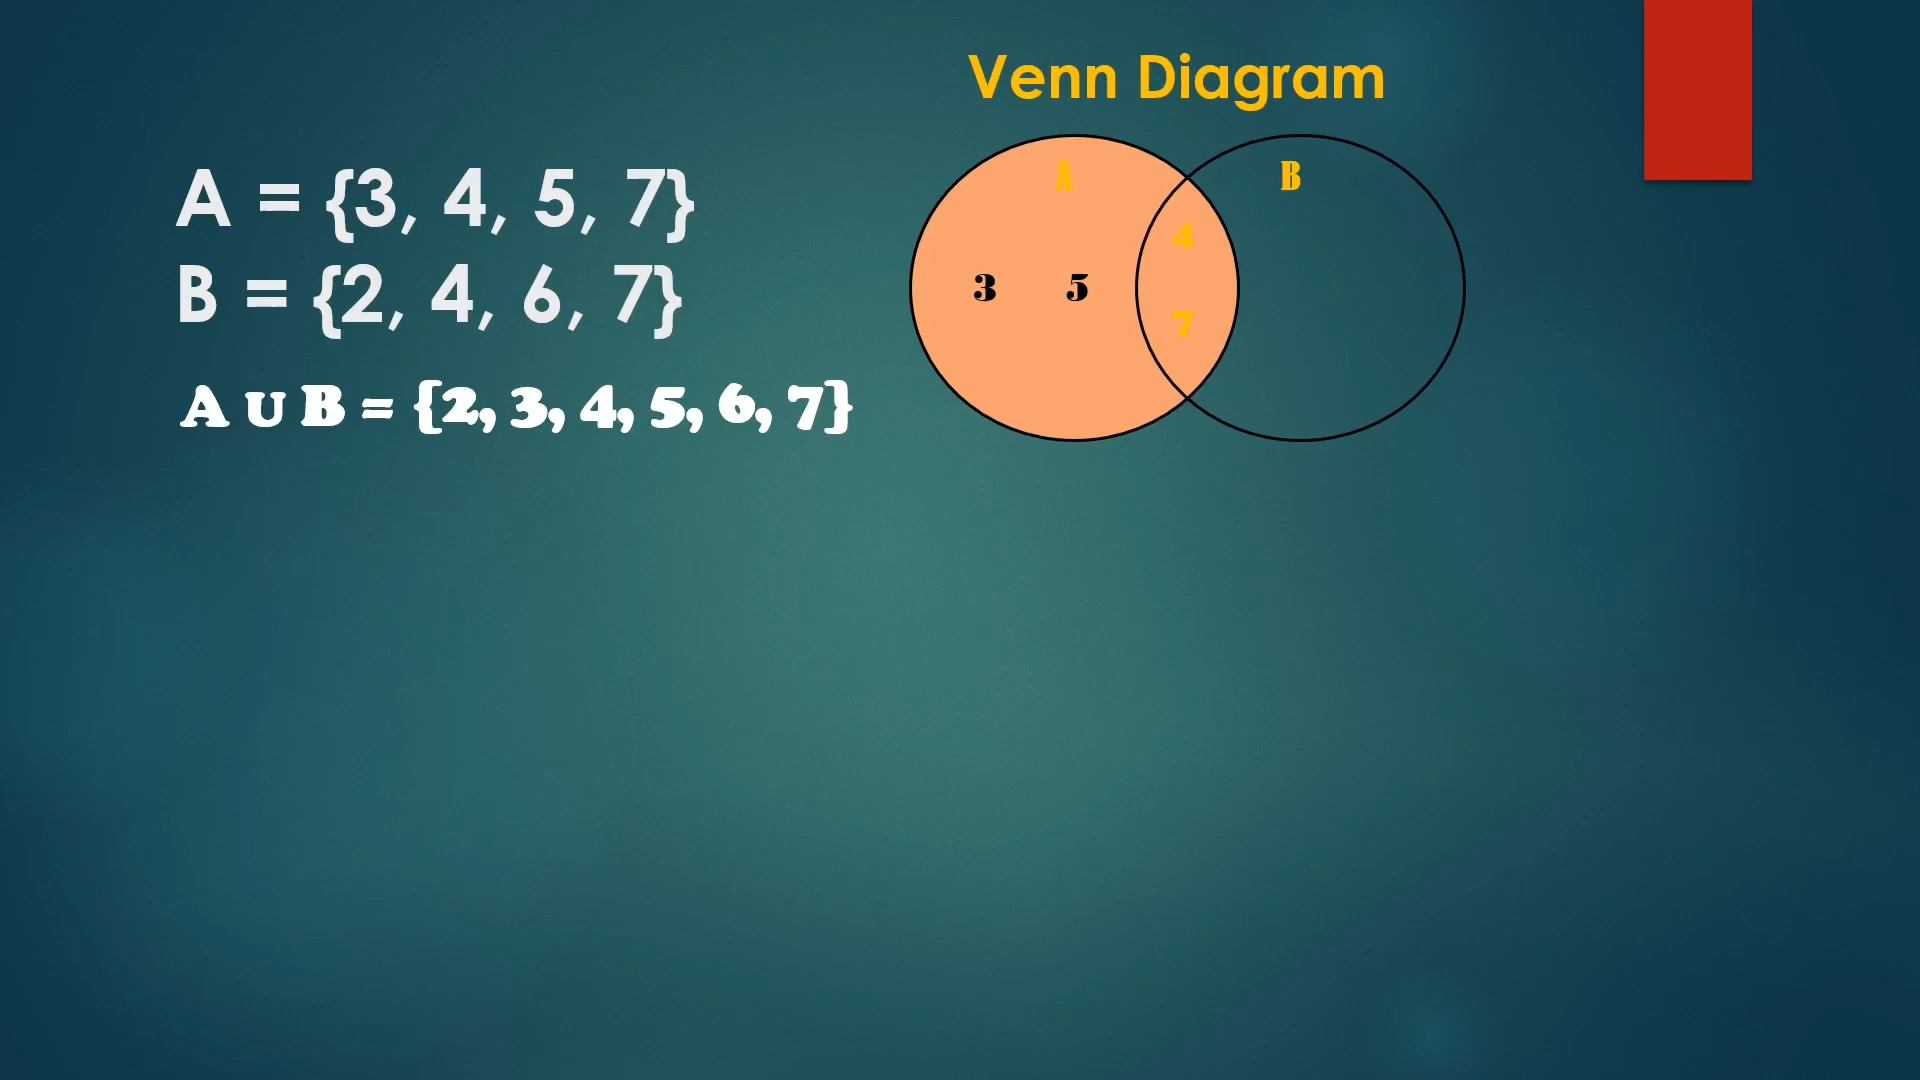 Venn Diagram
A = {3, 4, 5, 7}
B = {2, 4, 6, 7}
A ∪ B = {2, 3, 4, 5, 6, 7}
A B
4
3 5
7